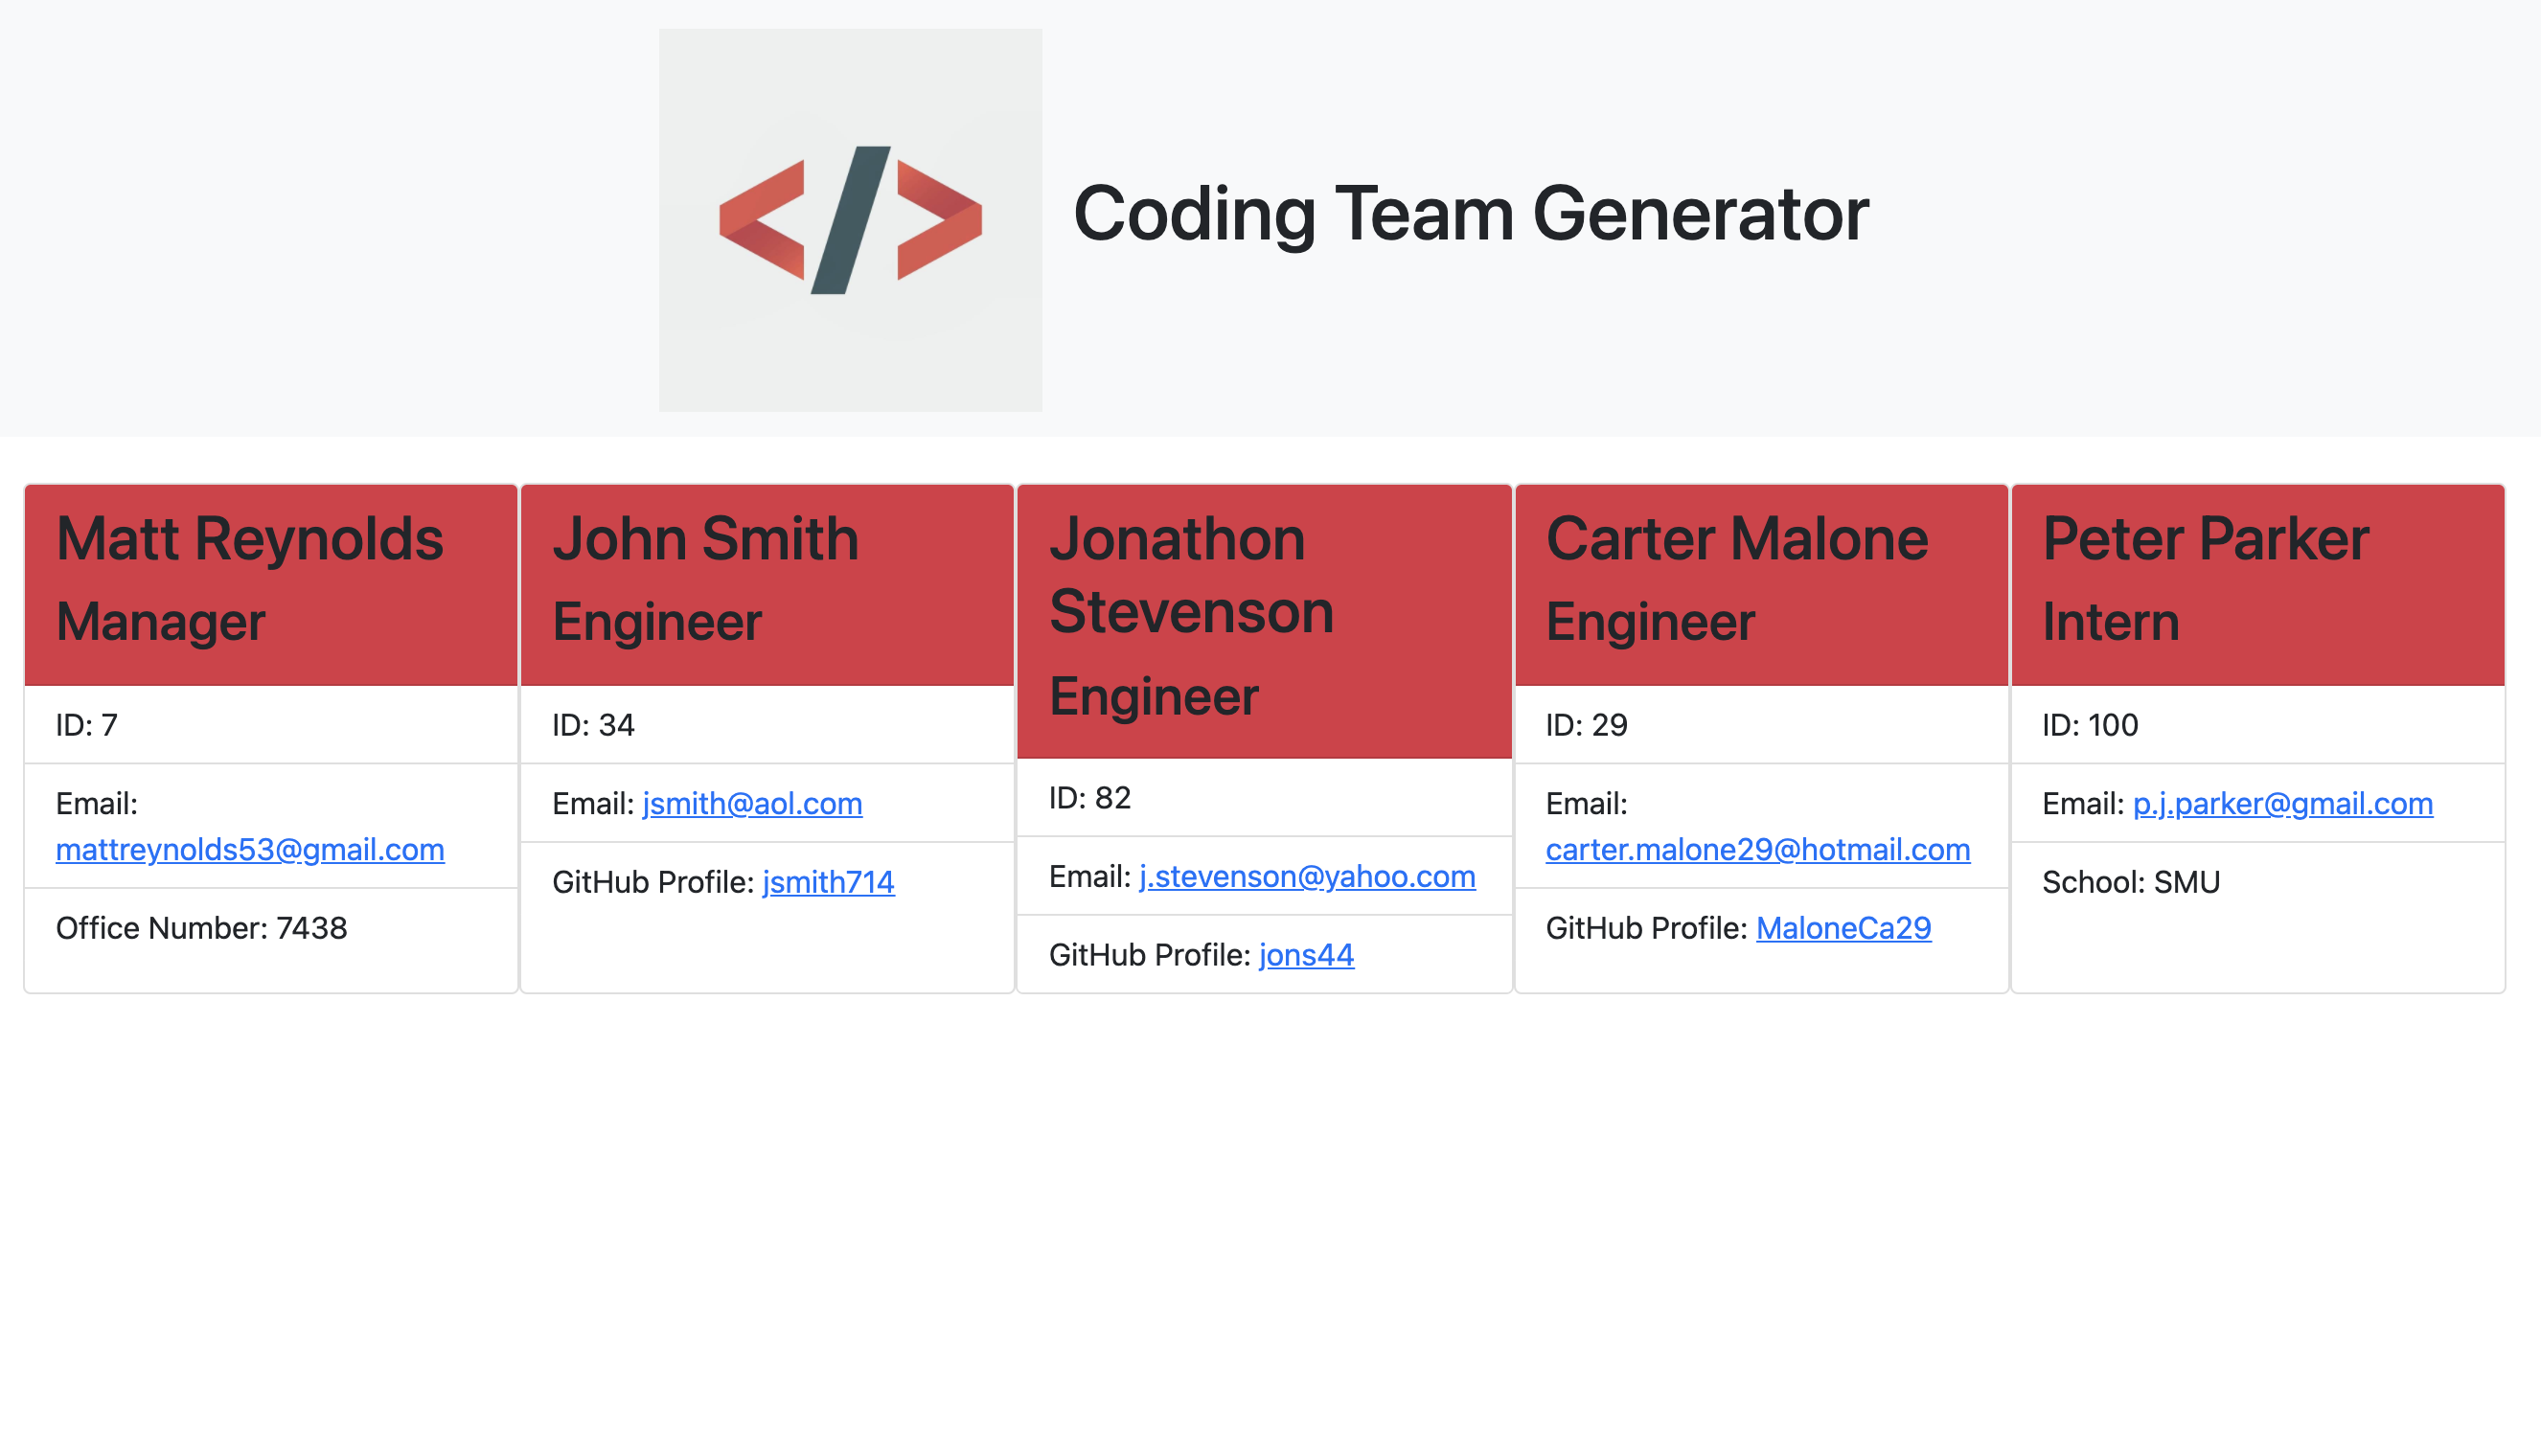 Coding Team Generator
Matt Reynolds
Manager
ID: 7
Email:
mattreynolds53@gmail.com
Office Number: 7438
John Smith
Engineer
ID: 34
Email: jsmith@aol.com
GitHub Profile: jsmith714
Jonathon
Stevenson
Engineer
ID: 82
Email: j.stevenson@yahoo.com
GitHub Profile: jons44
Carter Malone
Engineer
ID: 29
Email:
carter.malone29@hotmail.com
GitHub Profile: MaloneCa29
Peter Parker
Intern
ID: 100
Email: p.j.parker@gmail.com
School: SMU